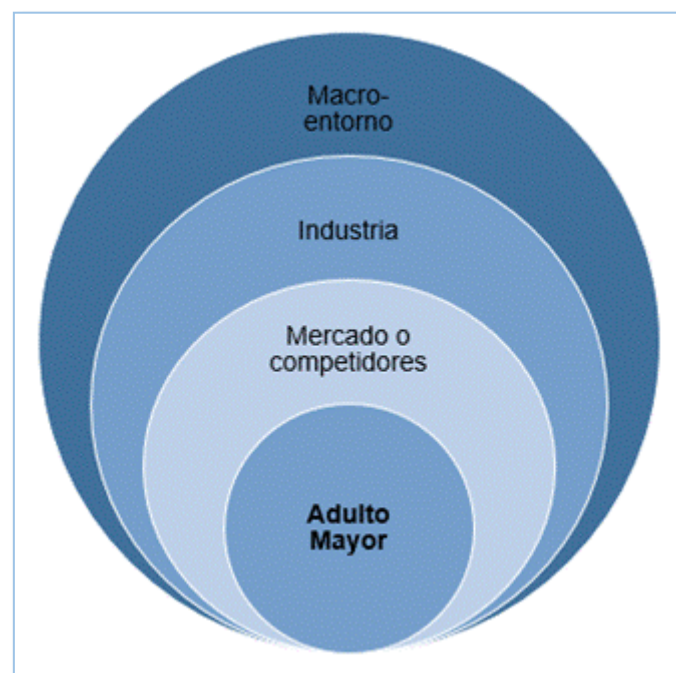 Macro-
entorno
Industria
Mercado o
competidores
Adulto
Mayor